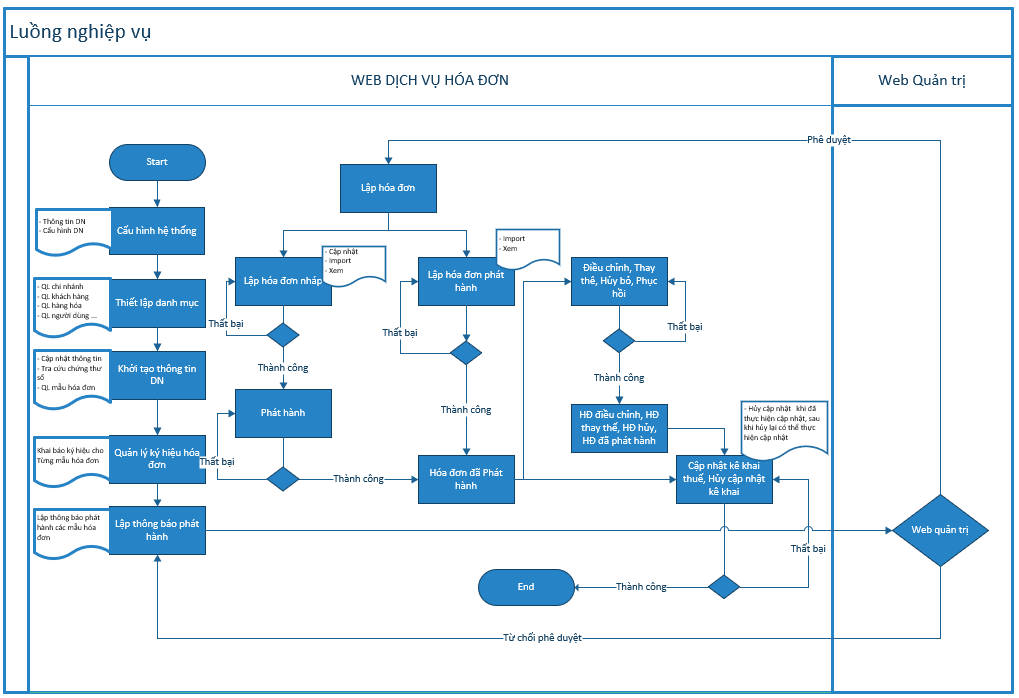 Luồng nghiệp vụ
WEB DỊCH VỤ HÓA ĐƠN
Web Quản trị
Phê duyệt
Start
Lập hóa đơn
- Thông tin DN
- Cấu hình DN
Cấu hình hệ thống
- Cập nhật
- Import
- Xem
Lập hóa đơn nháp
- Import
- Xem
Lập hóa đơn phát
hành
Điều chỉnh, Thay
thế, Hủy bỏ, Phục
hồi
- QL chi nhánh
- QL khách hàng
- QL hàng hóa
- QL người dùng ...
Thiết lập danh mục
Thất bại
Thất bại
Thất bại
- Cập nhật thông tin
- Tra cứu chứng thư
số
- QL mẫu hóa đơn
Khởi tạo thông tin
DN
Thành công
Thành công
Phát hành
Thành công
HĐ điều chỉnh, HĐ
thay thế, HĐ hủy,
HĐ đã phát hành
- Hủy cập nhật khi đã
thực hiện cập nhật, sau
khi hủy lại có thể thực
hiện cập nhật
Khai báo ký hiệu cho
Từng mẫu hóa đơn
Quản lý ký hiệu hóa
đơn
Thất bại
Thành công
Hóa đơn đã Phát
hành
Cập nhật kê khai
thuế, Hủy cập nhật
kê khai
Lập thông báo phát
hành các mẫu hóa
đơn
Lập thông báo phát
hành
Web quản trị
Thất bại
End
Thành công
Từ chối phê duyệt